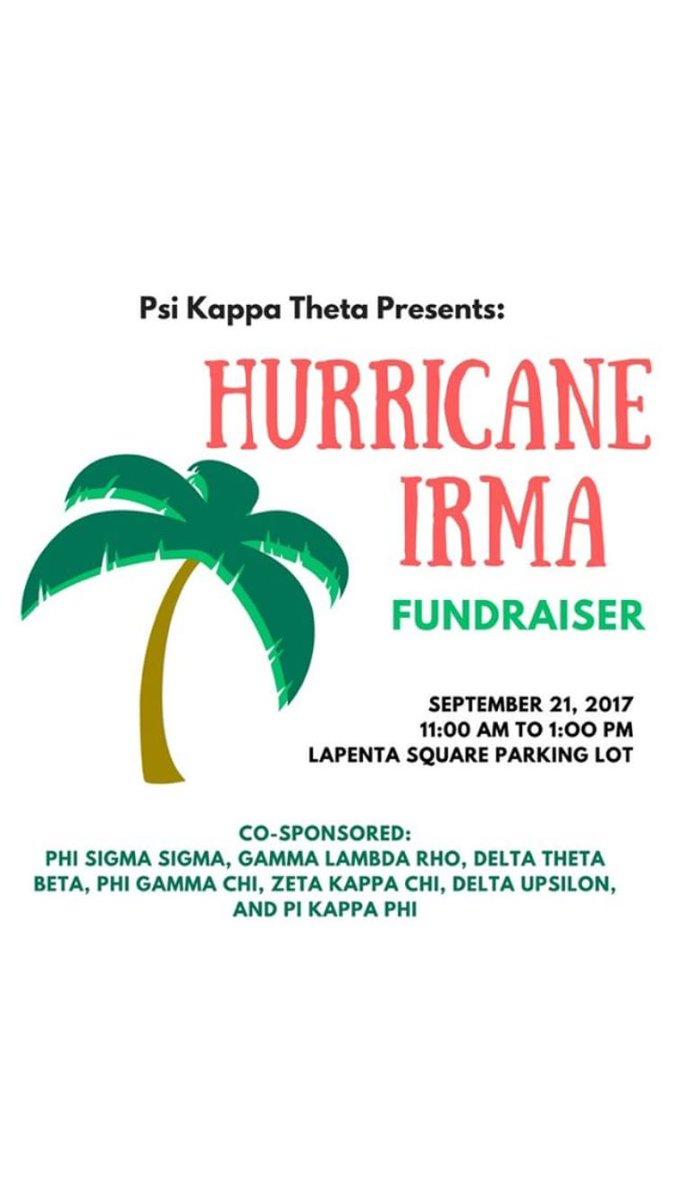 Psi Kappa Theta Presents:
HURRICANE
IRMA
FUNDRAISER
SEPTEMBER 21, 2017
11:00 AM TO 1:OO PM
LAPENTA SQUARE PARKING LOT
CO-SPONSORED:
PHI SIGMA SIGMA, GAMMA LAMBDA RHO, DELTA THETA
BETA, PHI GAMMA CHI, ZETA KAPPA CHI, DELTA UPSILON,
AND PI KAPPA PHI